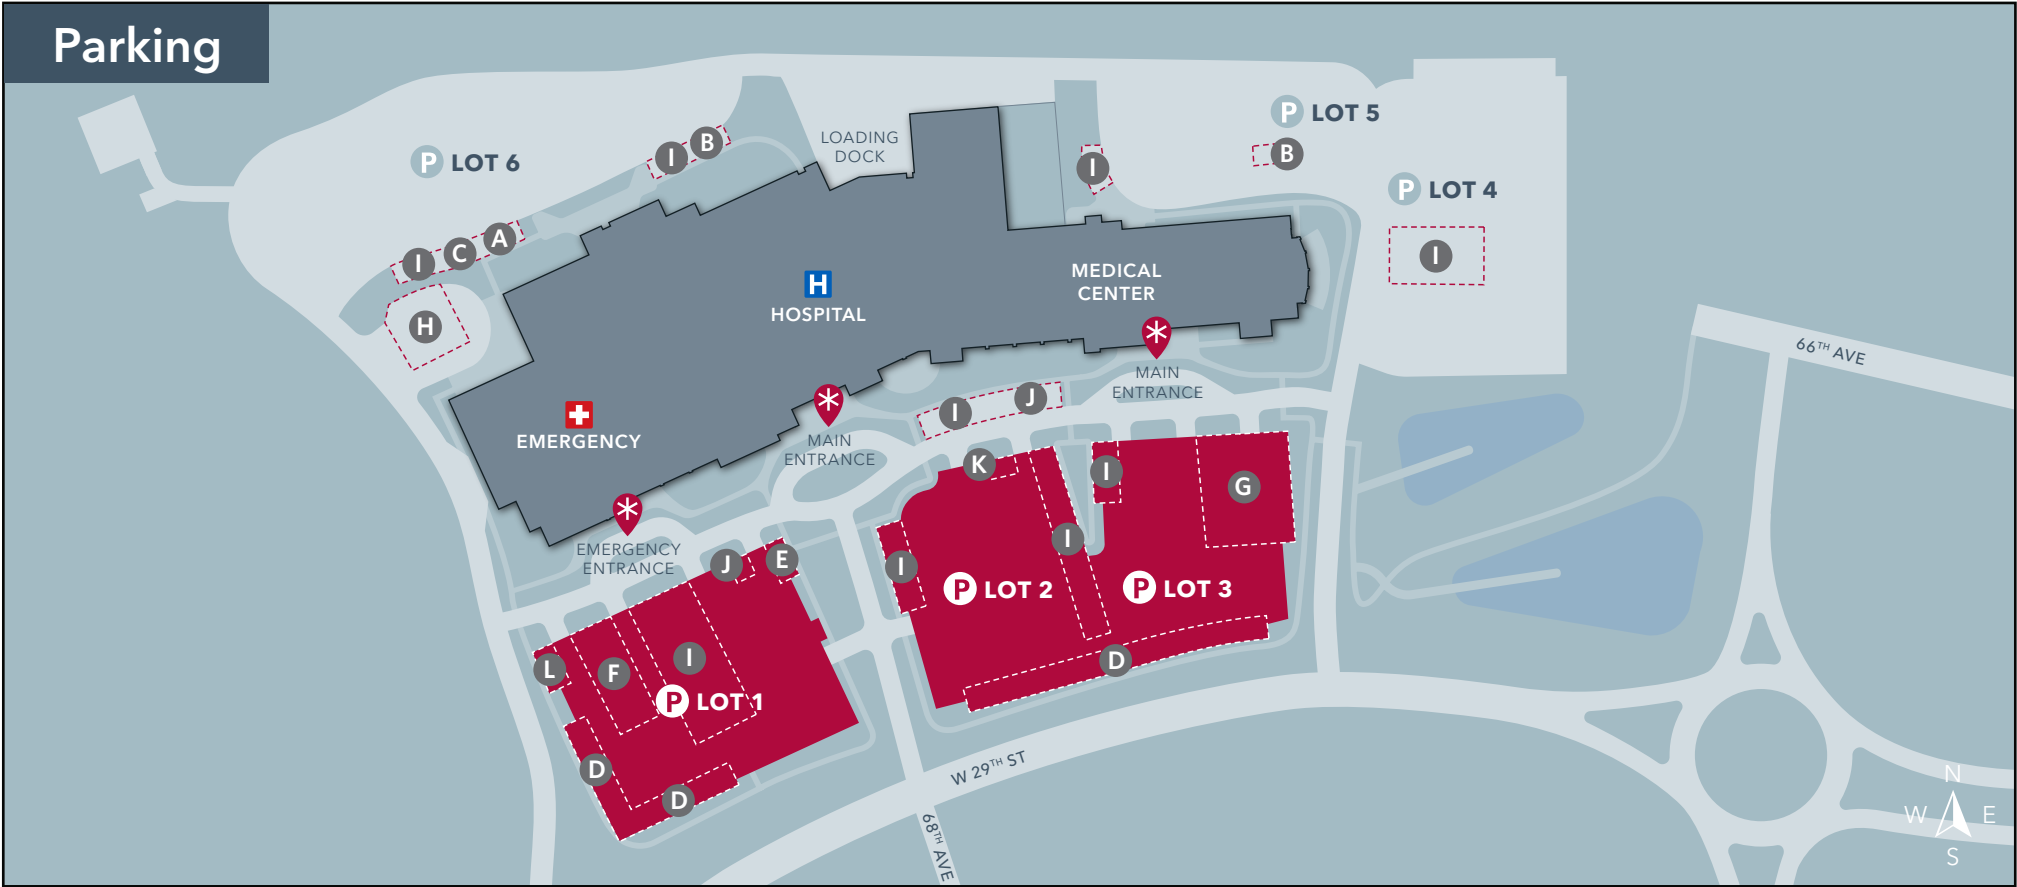 Parking
P LOT 6
I B
I C A
H
LOADING
DOCK
I
P LOT 5
B
P LOT 4
I
H
HOSPITAL
MEDICAL
CENTER
EMERGENCY
MAIN
ENTRANCE
MAIN
ENTRANCE
EMERGENCY
ENTRANCE
I J
K
I
I
I
G
P LOT 2
P LOT 3
D
J E
L F I
P LOT 1
D
D
66TH AVE
W 29TH ST
68TH AVE
N
W E
S